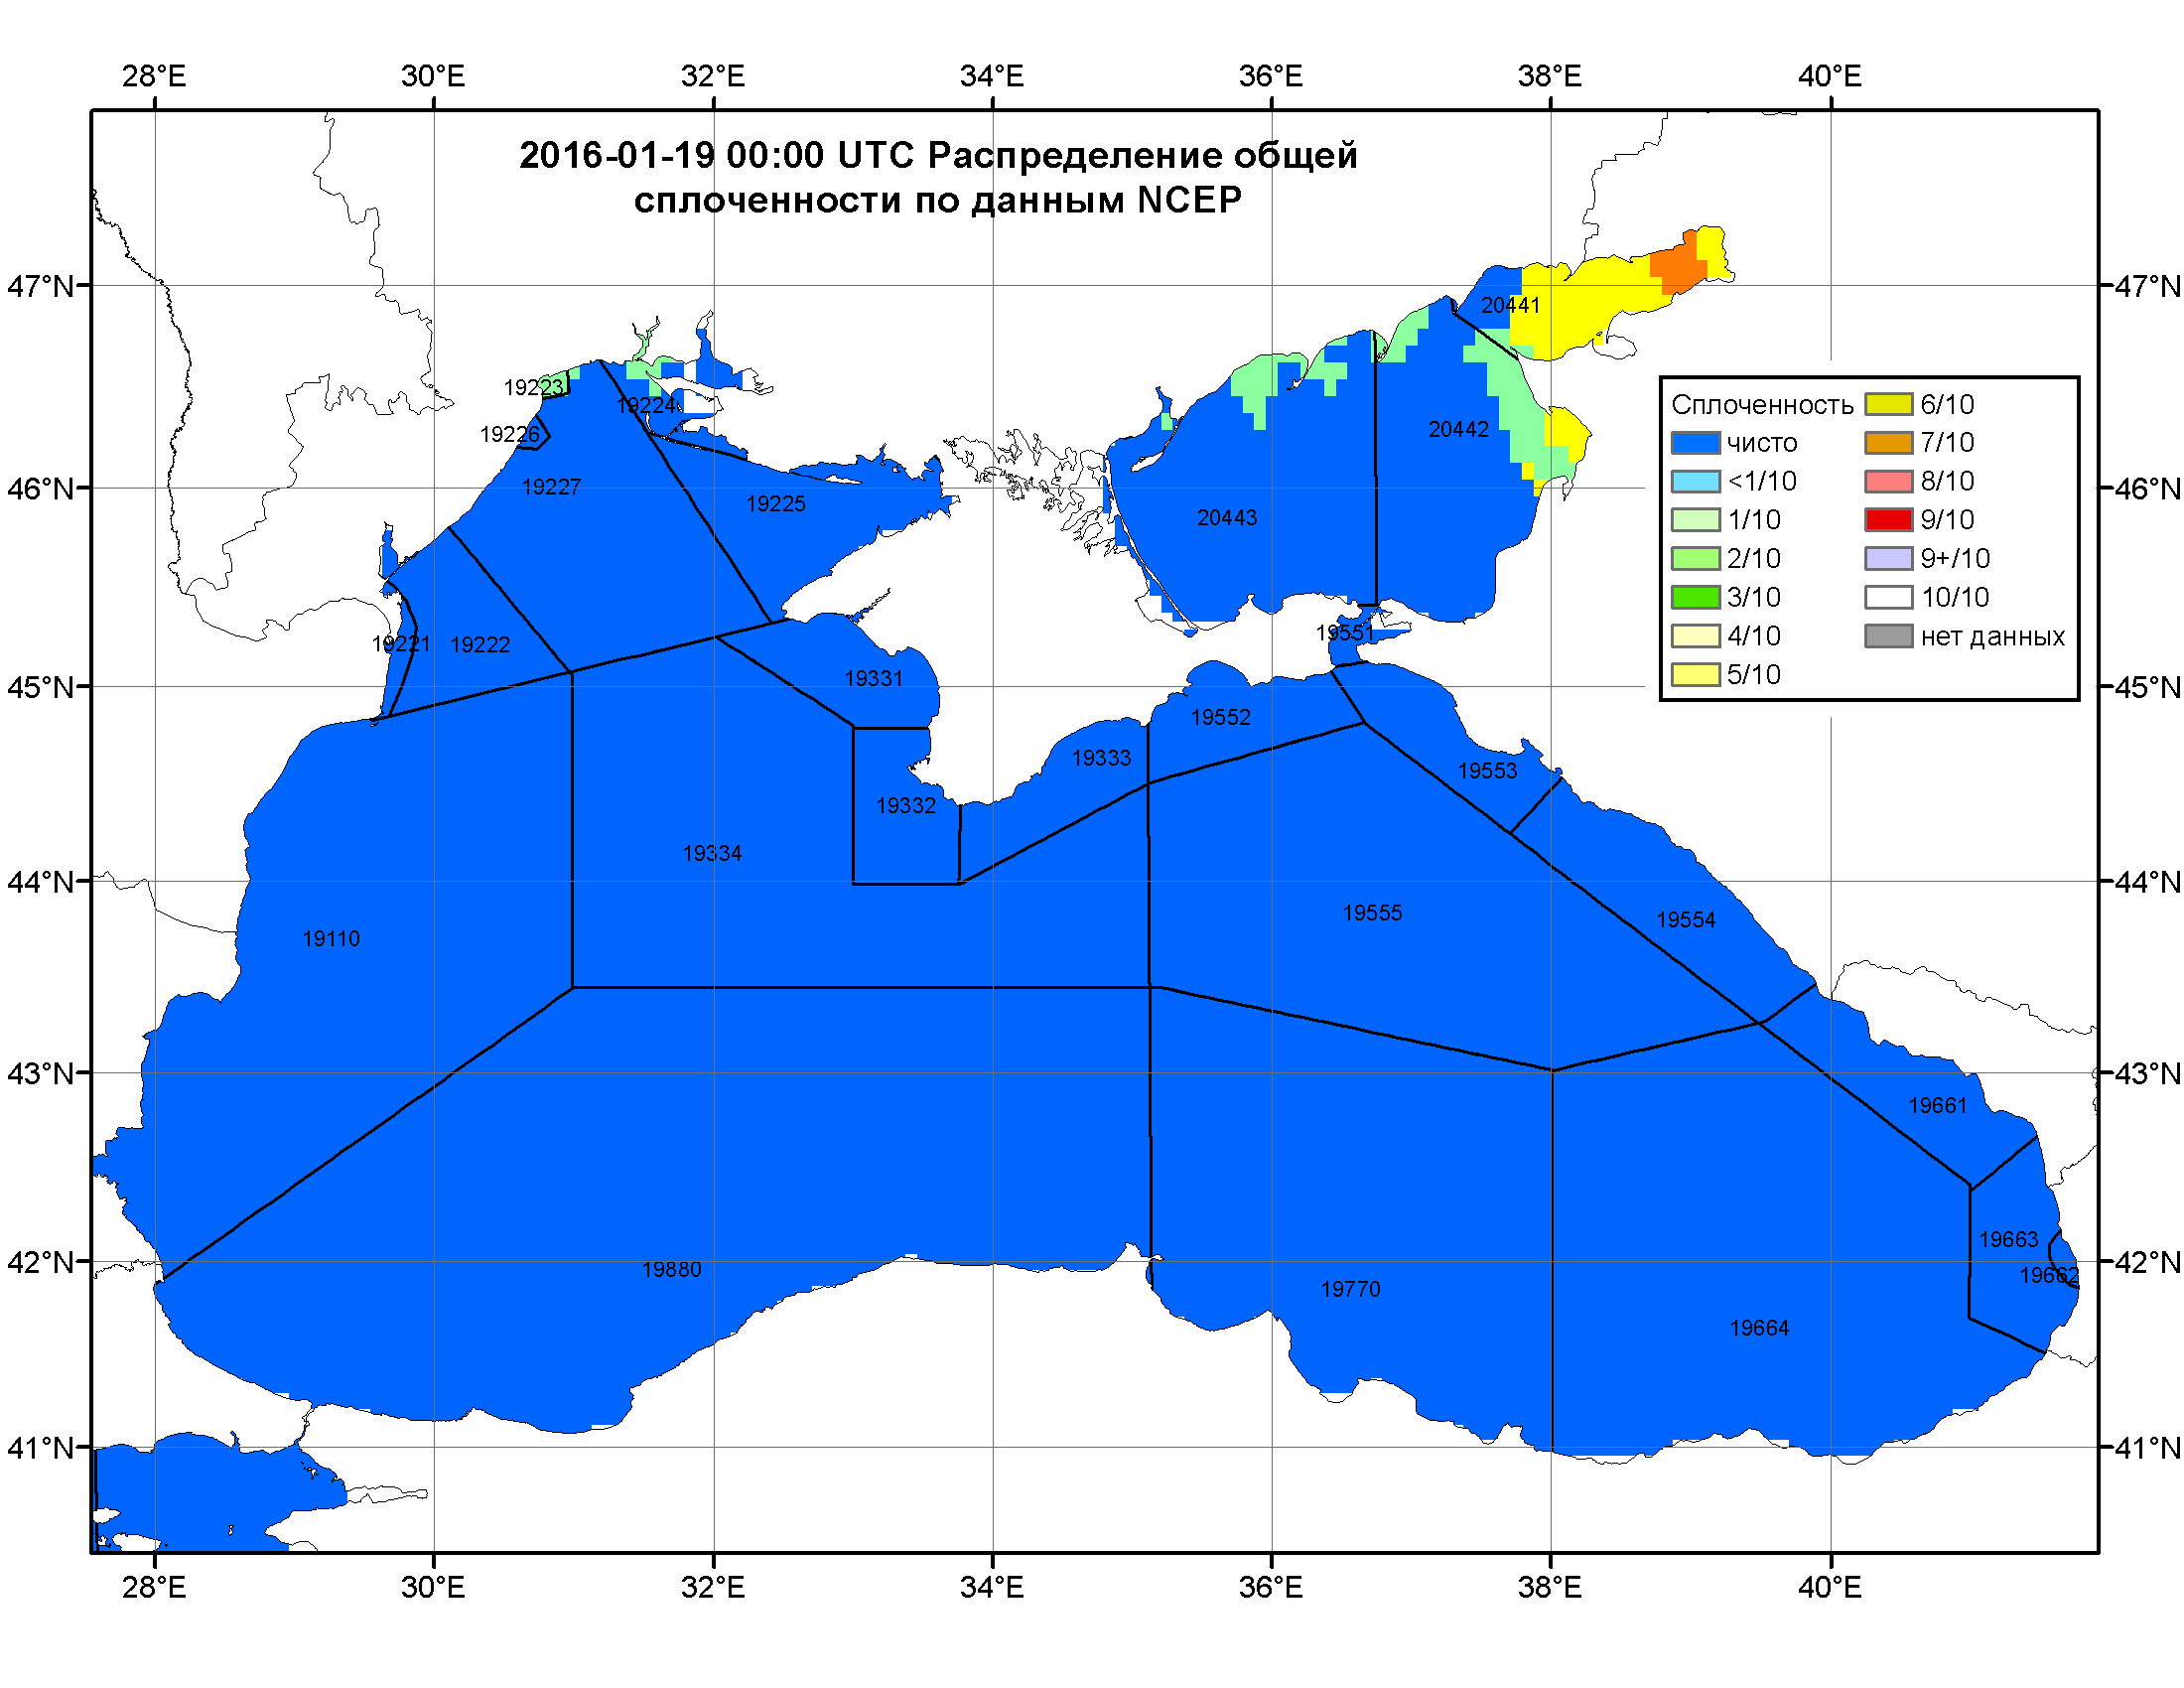 28°E 30°E 32°E 34°E 36°E 38°E 40°E
2016-01-19 00:00 UTC Распределение общей
сплоченности по данным NCEP
47°N 47°N
20441
19223
19224
19226
20442
46°N 46°N
19227
19225
20443
19551
19221 19222
19331
45°N 45°N
19552
19333
19553
19332
19334
44°N 44°N
19555
19554
19110
43°N 43°N
19661
19663
42°N 42°N
19880
19662
19770
19664
41°N 41°N
28°E 30°E 32°E 34°E 36°E 38°E 40°E
Сплоченность
чисто
<1/10
1/10
2/10
3/10
4/10
5/10
6/10
7/10
8/10
9/10
9+/10
10/10
нет данных